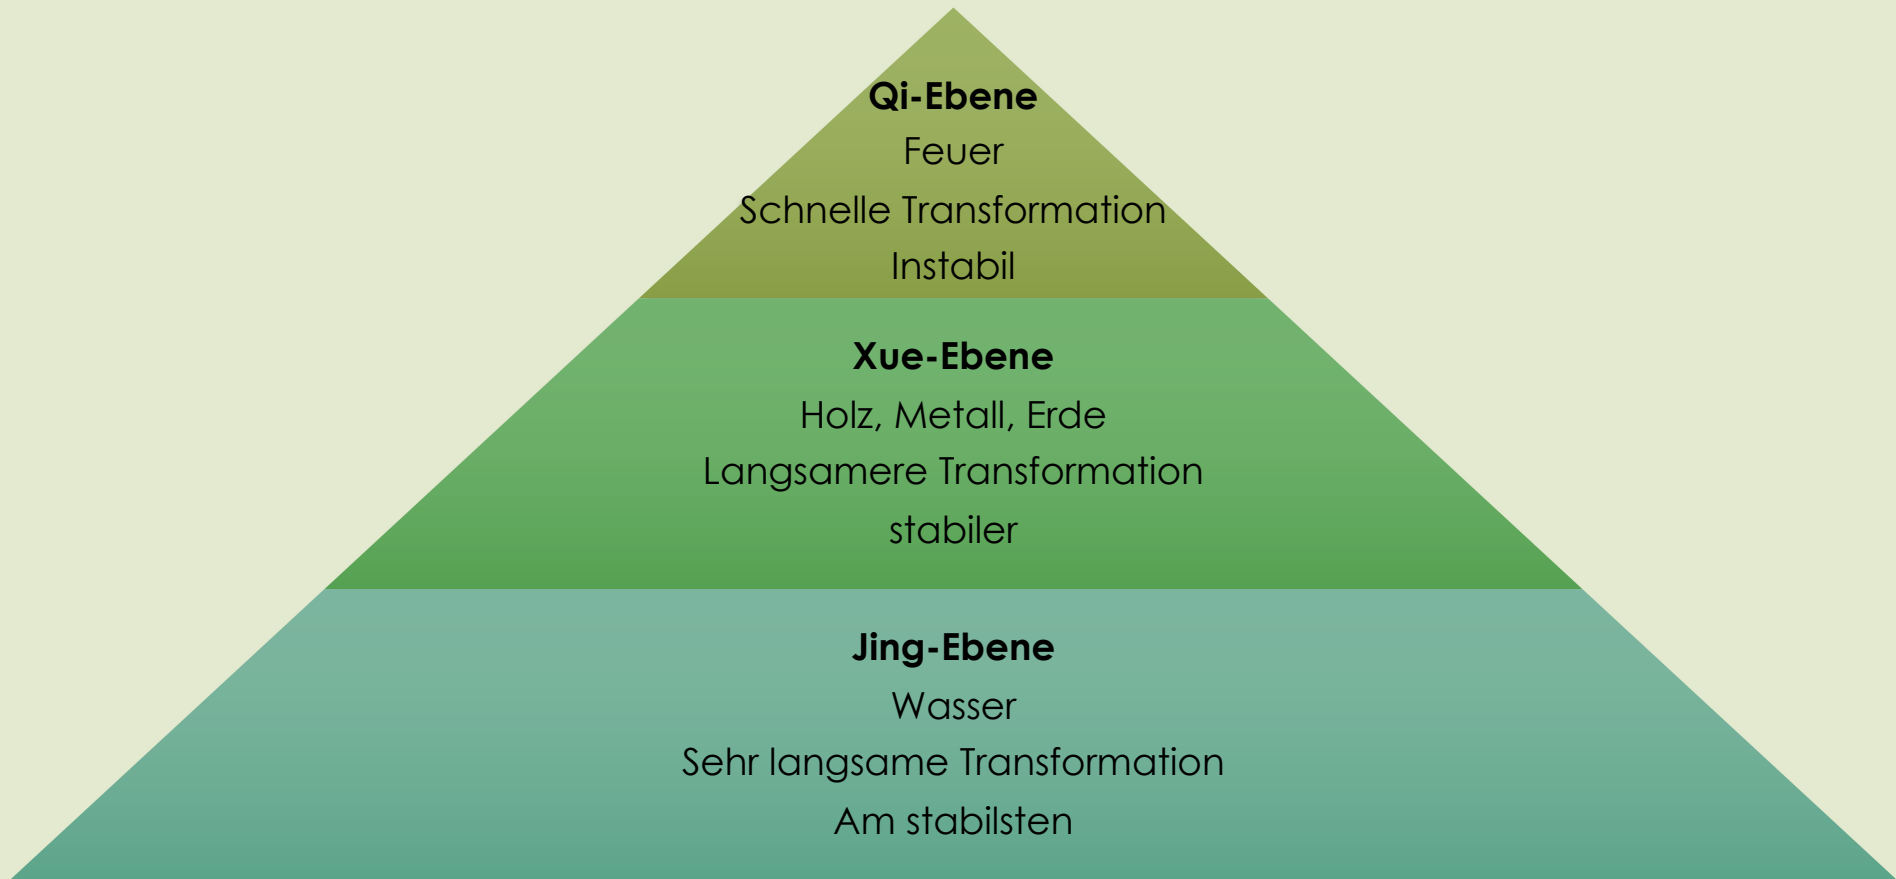 Qi-Ebene
Feuer
Schnelle Transformation
Instabil
Xue-Ebene
Holz, Metall, Erde
Langsamere Transformation
stabiler
Jing-Ebene
Wasser
Sehr langsame Transformation
Am stabilsten